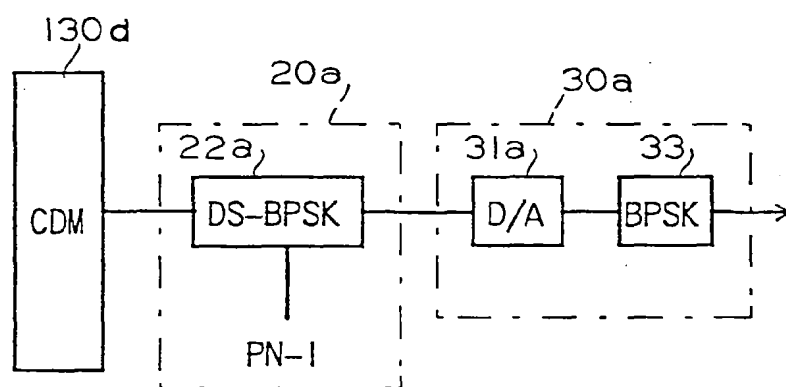 130d
20a
30a
22a
31a
33
CDM
DS-BPSK
D/A
BPSK
PN-1